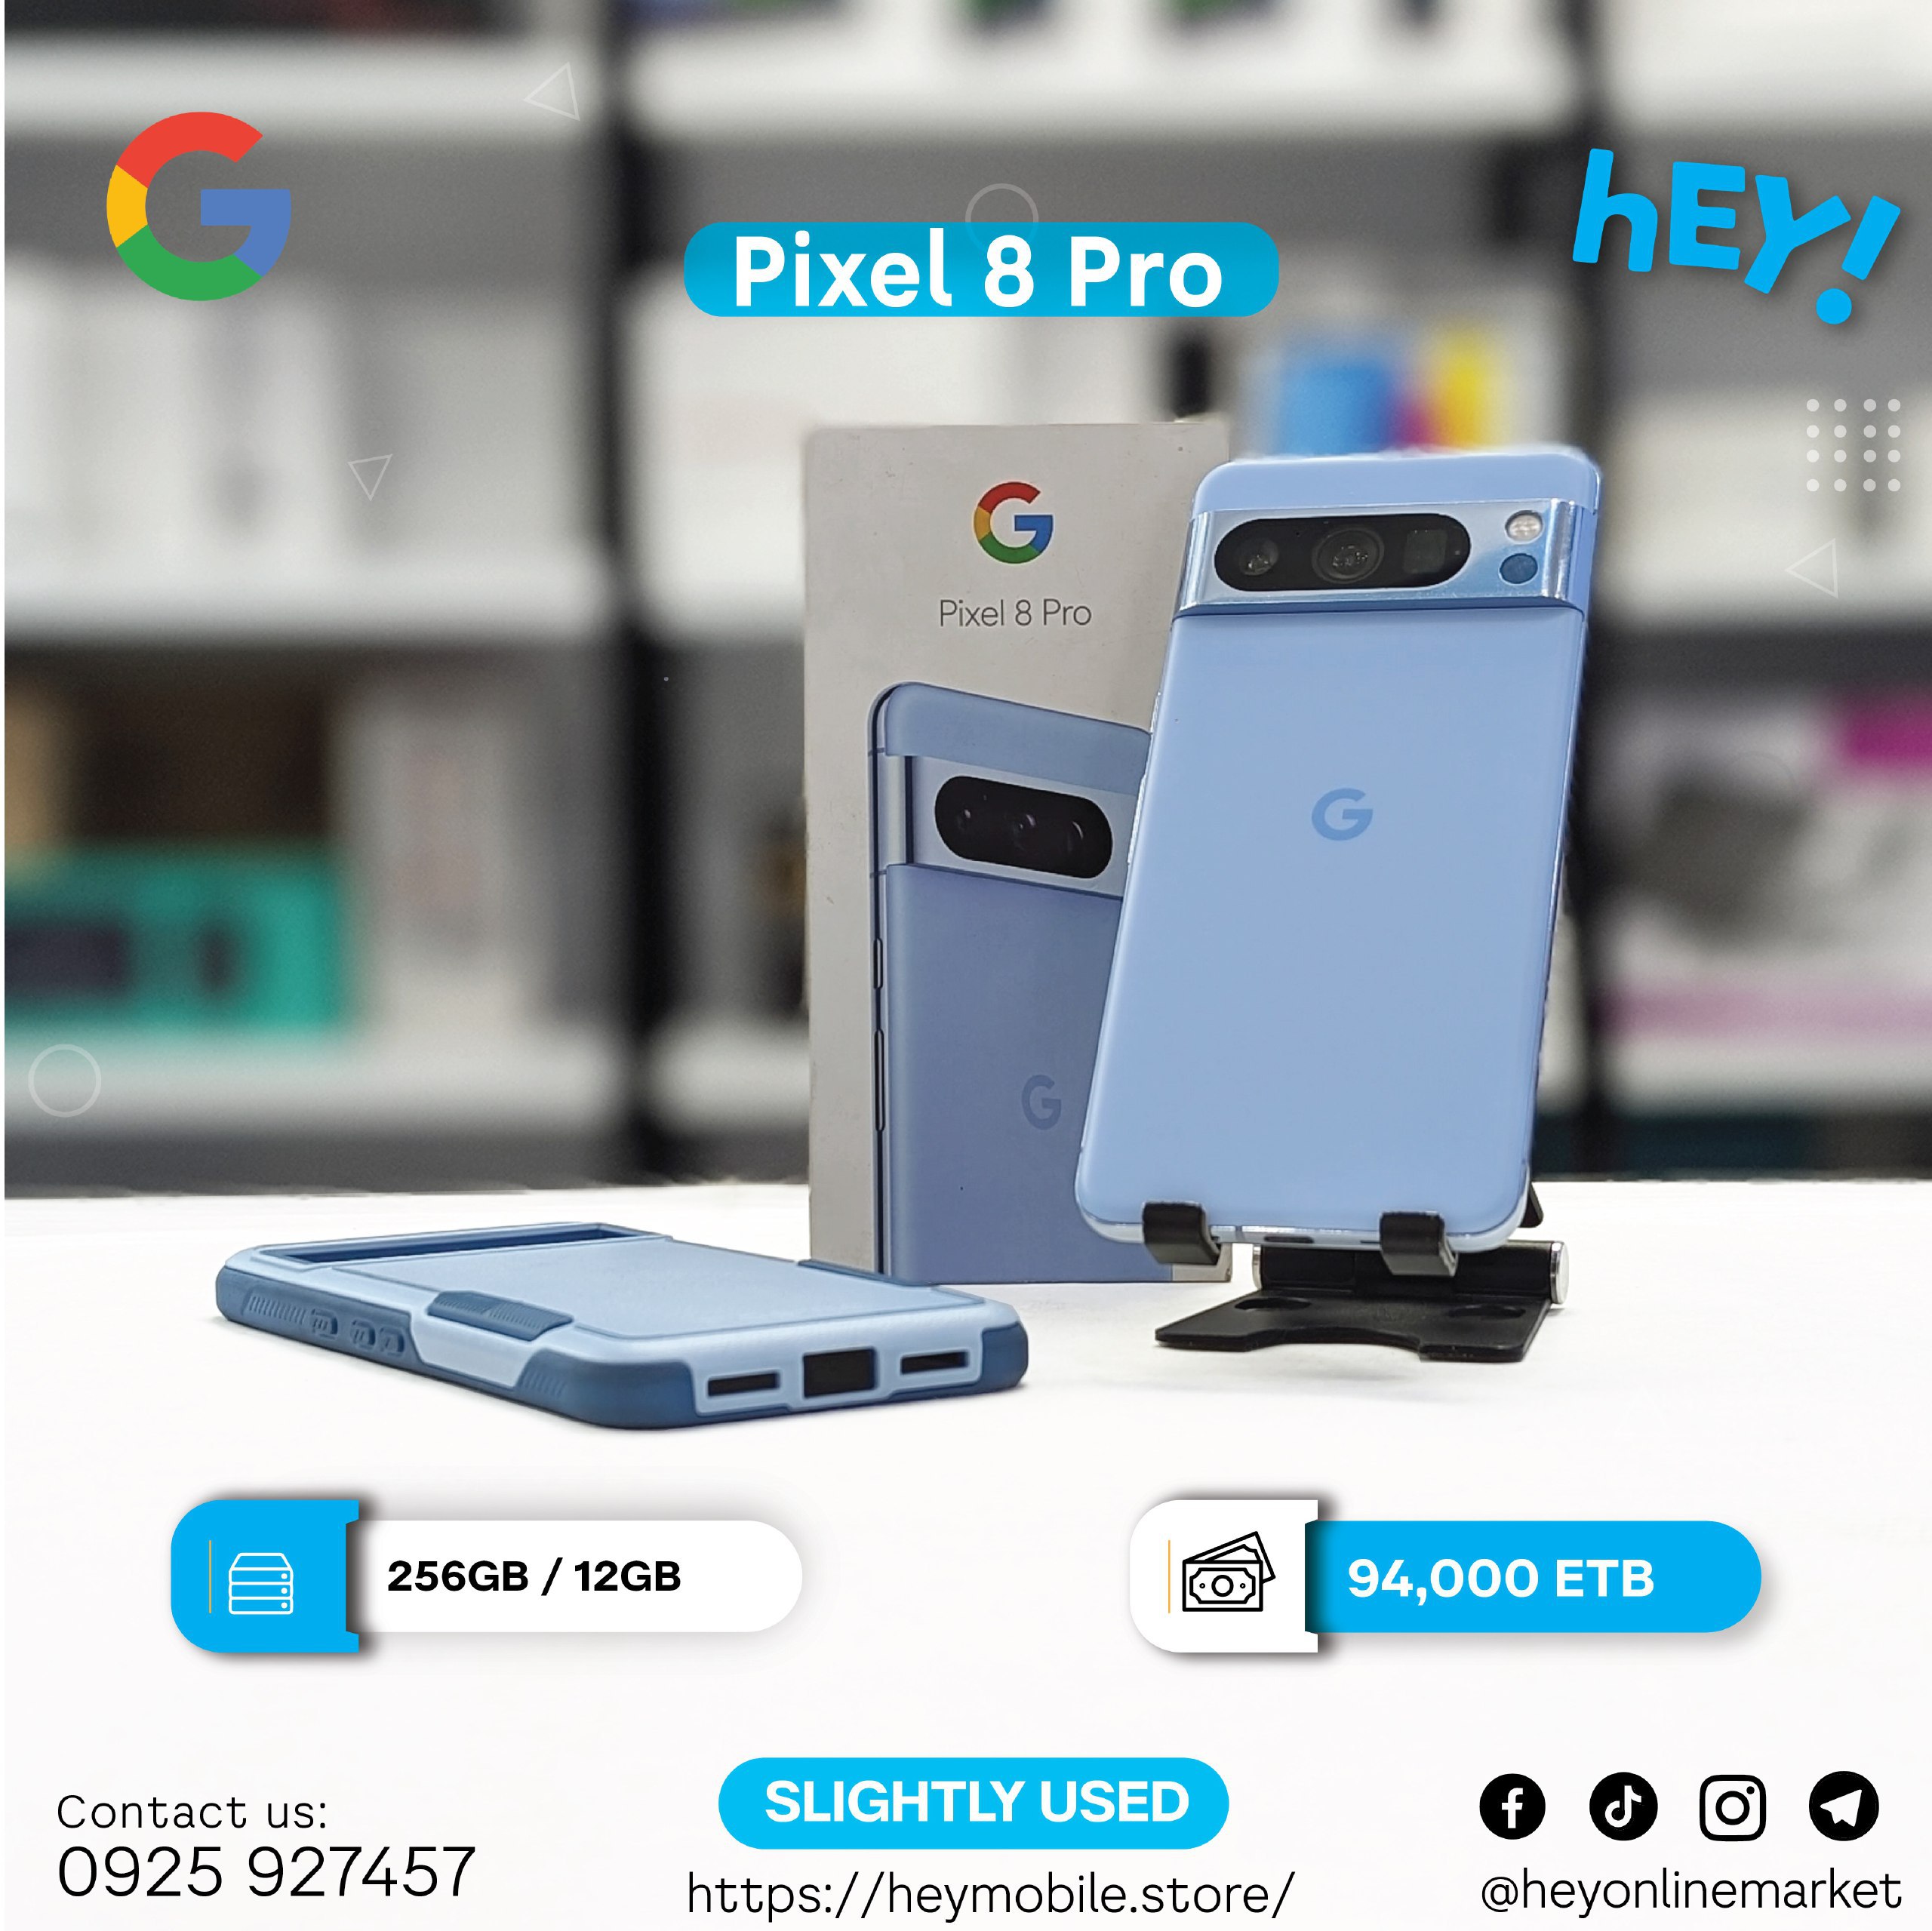 G
hEY!
Pixel 8 Pro
G
Pixel 8 Pro
G
G
256GB / 12GB
94,000 ETB
Contact us:
0925 927457
SLIGHTLY USED
https://heymobile.store/
@heyonlinemarket